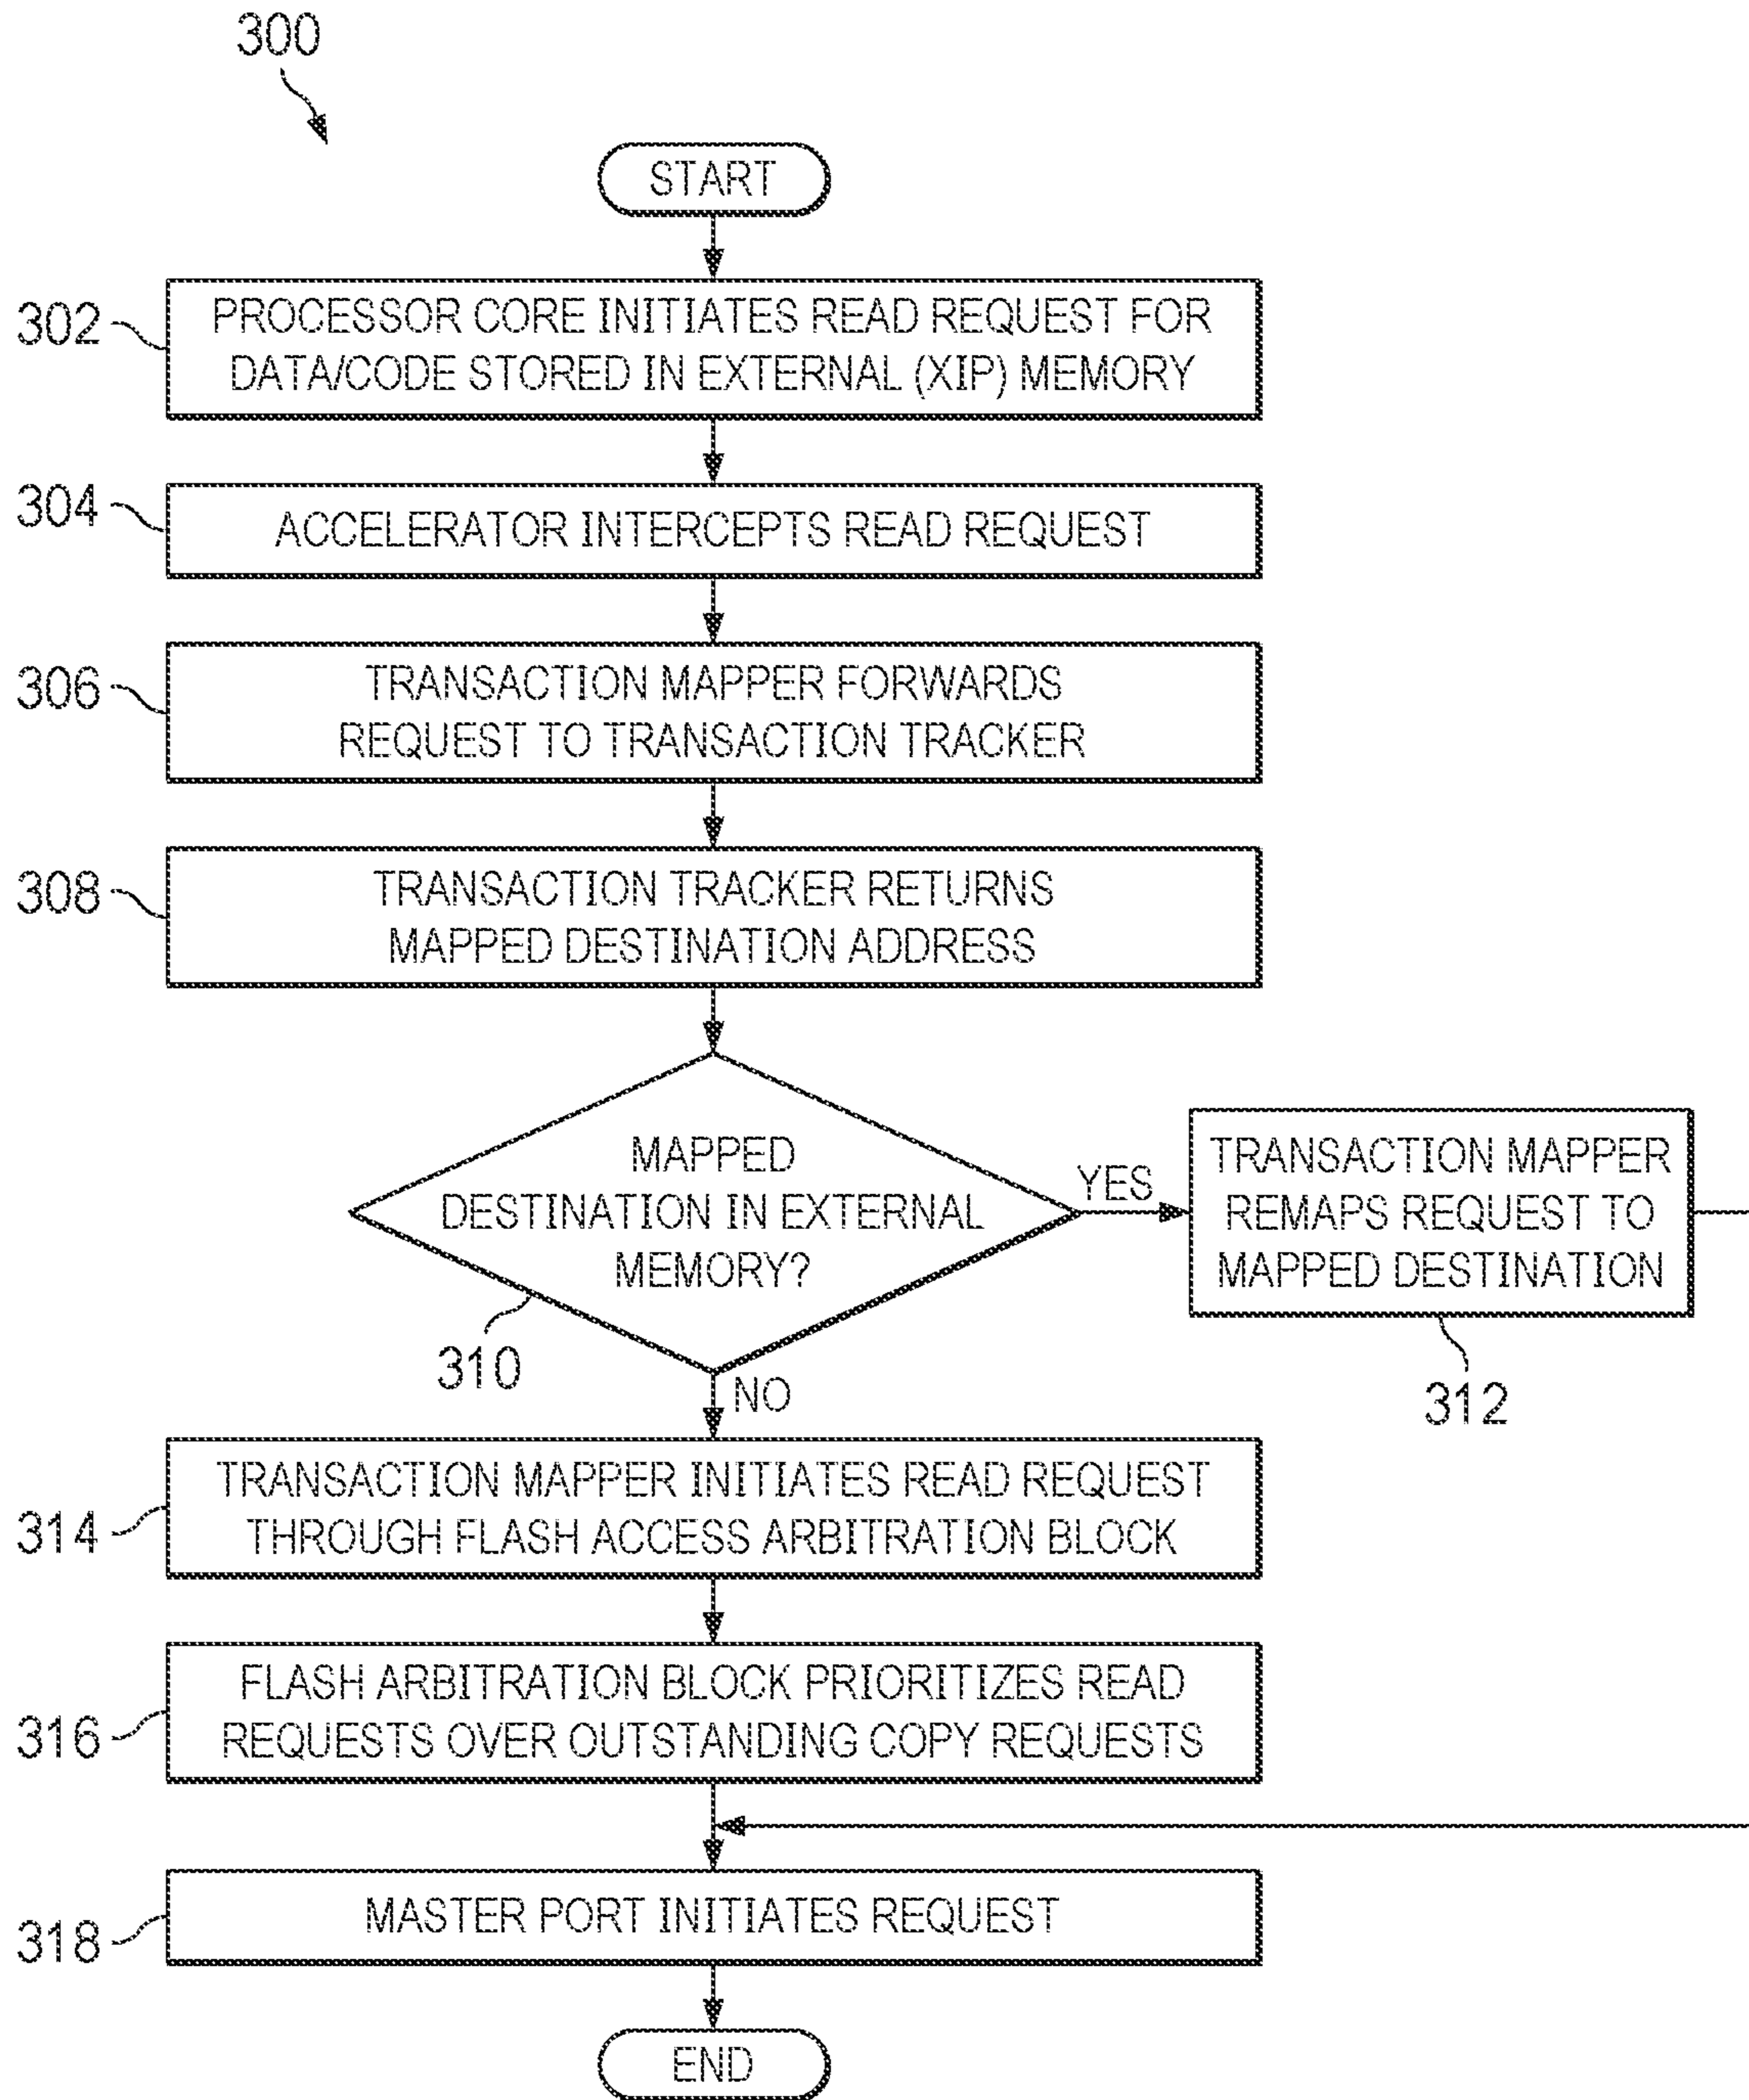 300
START
302
PROCESSOR CORE INITIATES READ REQUEST FOR
DATA/CODE STORED IN EXTERNAL (XIP) MEMORY
304
ACCELERATOR INTERCEPTS READ REQUEST
306
TRANSACTION MAPPER FORWARDS
REQUEST TO TRANSACTION TRACKER
308
TRANSACTION TRACKER RETURNS
MAPPED DESTINATION ADDRESS
MAPPED
DESTINATION IN EXTERNAL
MEMORY?
310
YES
TRANSACTION MAPPER
REMAPS REQUEST TO
MAPPED DESTINATION
312
NO
314
TRANSACTION MAPPER INITIATES READ REQUEST
THROUGH FLASH ACCESS ARBITRATION BLOCK
316
FLASH ARBITRATION BLOCK PRIORITIZES READ
REQUESTS OVER OUTSTANDING COPY REQUESTS
318
MASTER PORT INITIATES REQUEST
END